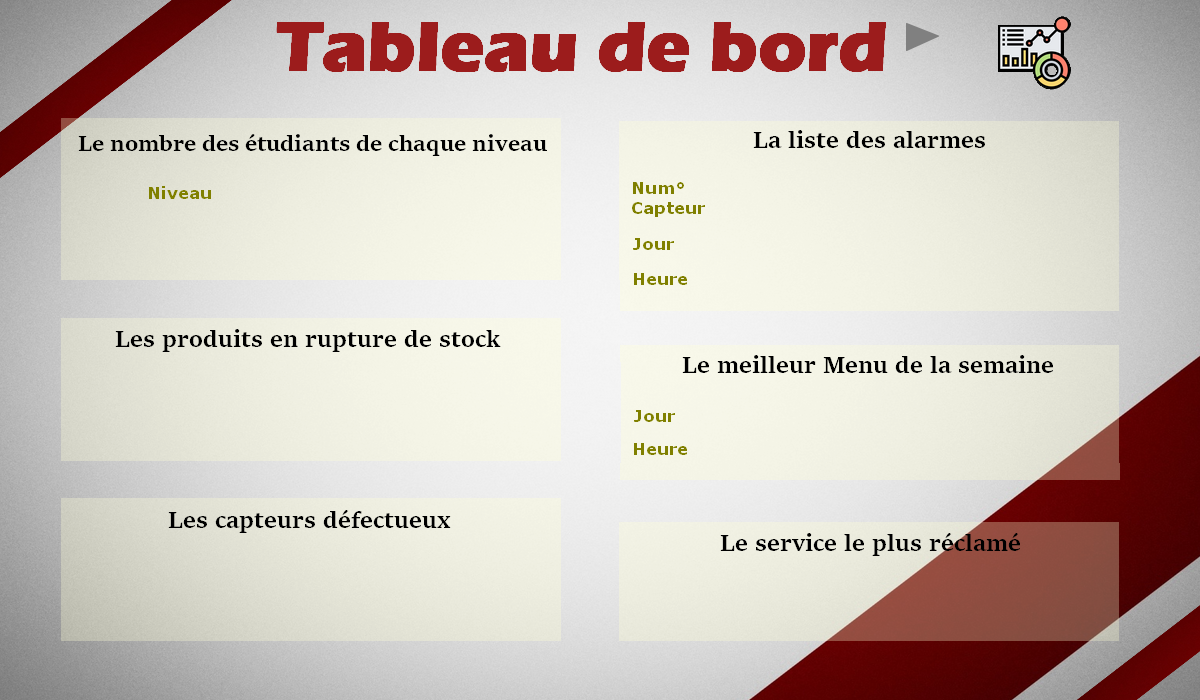 Tableau de bord
Le nombre des étudiants de chaque niveau
Niveau
Les produits en rupture de stock
Les capteurs défectueux
La liste des alarmes
Num°
Capteur
Jour
Heure
Le meilleur Menu de la semaine
Jour
Heure
Le service le plus réclamé